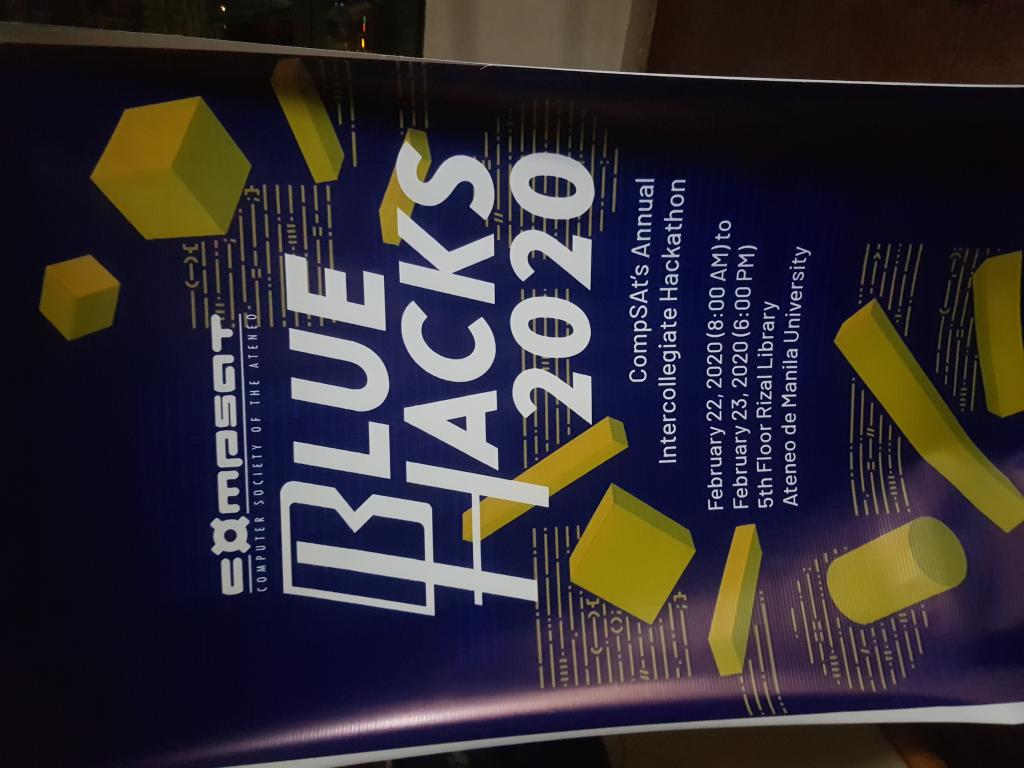 COMPSAT
COMPUTER SOCIETY OF THE ATENEO
BLUE
HACKS
2020
CompSAt's Annual
Intercollegiate Hackathon
February 22, 2020 (8:00 AM) to
February 23, 2020 (6:00 PM)
5th Floor Rizal Library
Ateneo de Manila University